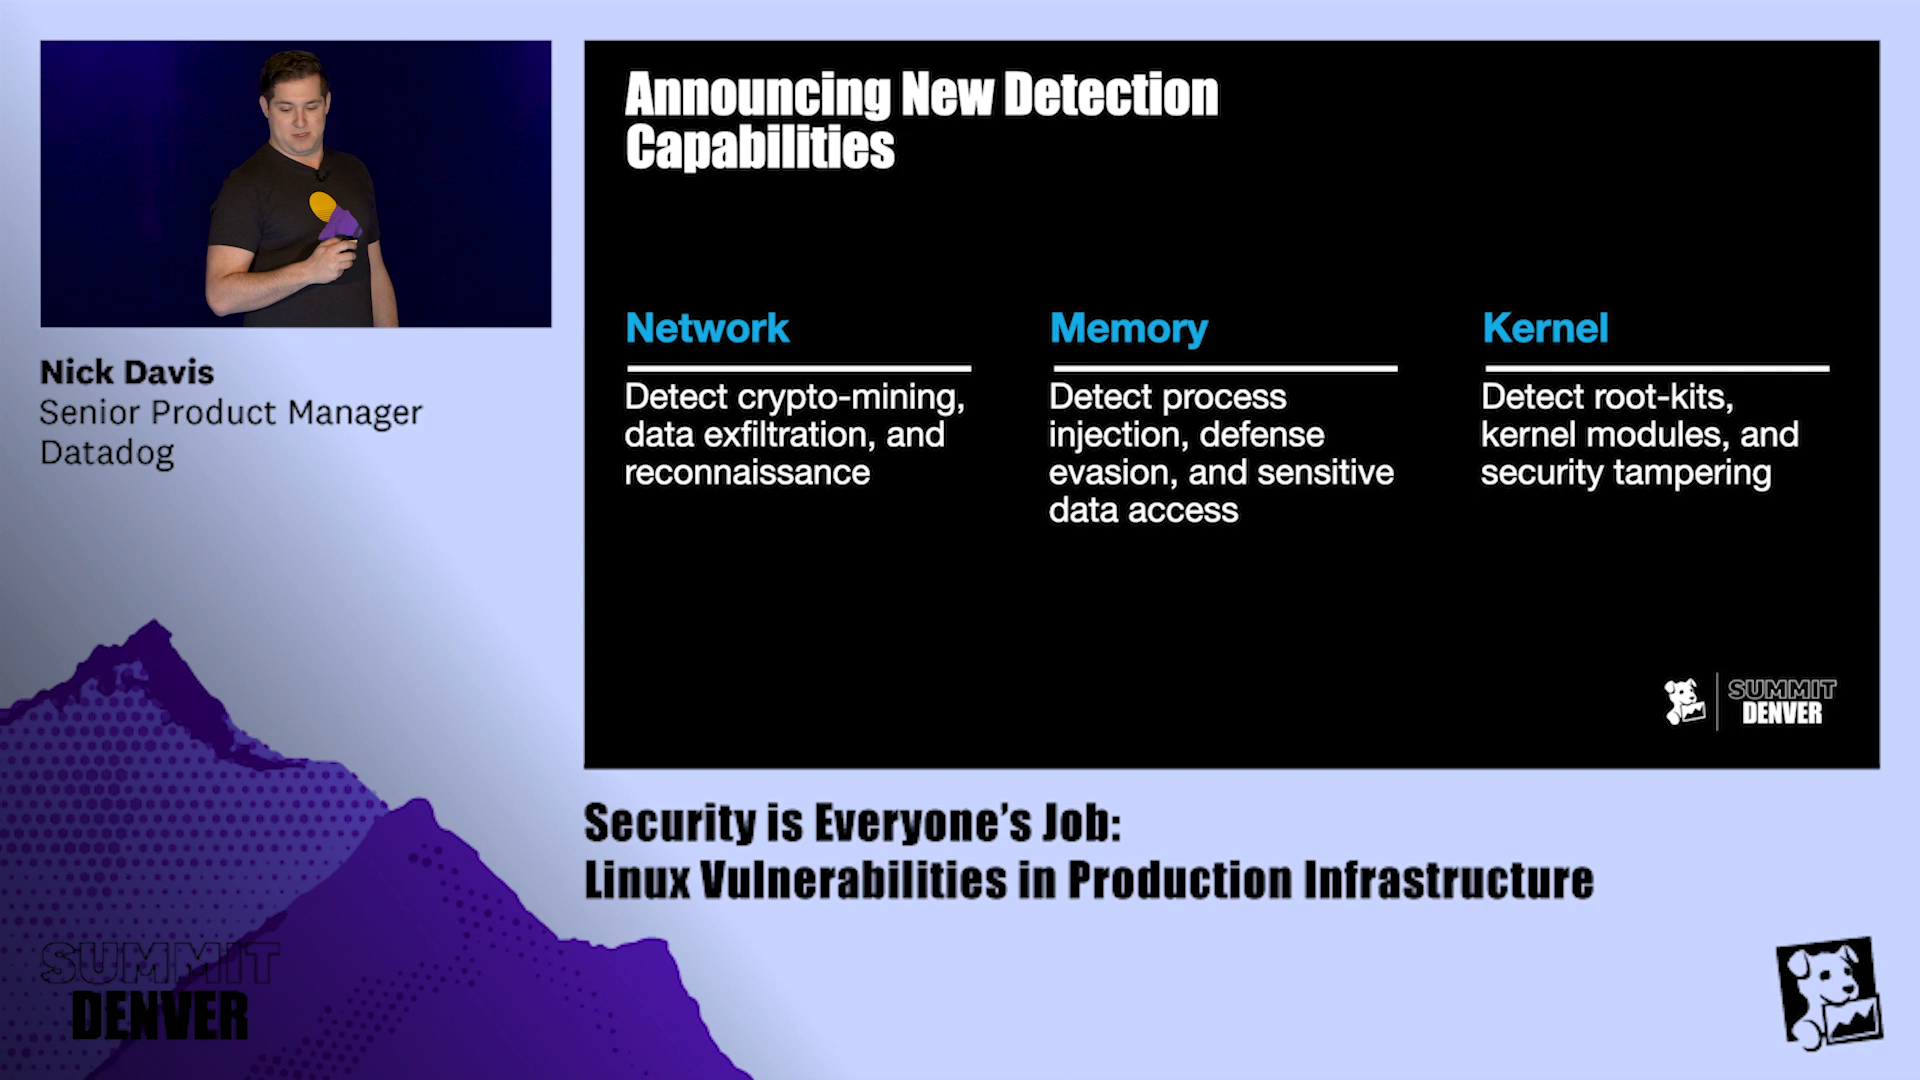 Announcing New Detection
Capabilities
Network
Detect crypto-mining,
data exfiltration, and
reconnaissance
Memory
Detect process
injection, defense
evasion, and sensitive
data access
Kernel
Detect root-kits,
kernel modules, and
security tampering
SUMMIT
DENVER
Nick Davis
Senior Product Manager
Datadog
Security is Everyone’s Job:
Linux Vulnerabilities in Production Infrastructure
SUMMIT
DENVER